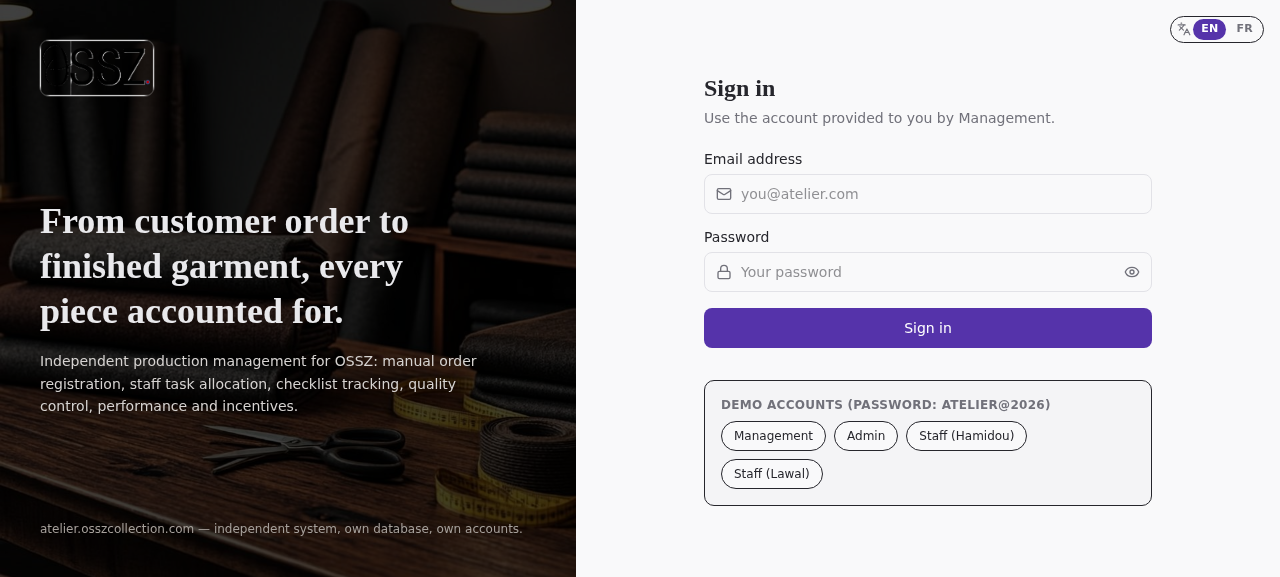 OSSZ.
From customer order to
finished garment, every
piece accounted for.
Independent production management for OSSZ: manual order
registration, staff task allocation, checklist tracking, quality
control, performance and incentives.
atelier.osszcollection.com — independent system, own database, own accounts.
EN FR
Sign in
Use the account provided to you by Management.
Email address
you@atelier.com
Password
Your password
Sign in
DEMO ACCOUNTS (PASSWORD: ATELIER@2026)
Management Admin Staff (Hamidou)
Staff (Lawal)